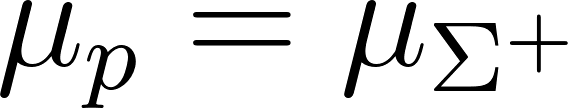 μ_p = μ_{Σ+}